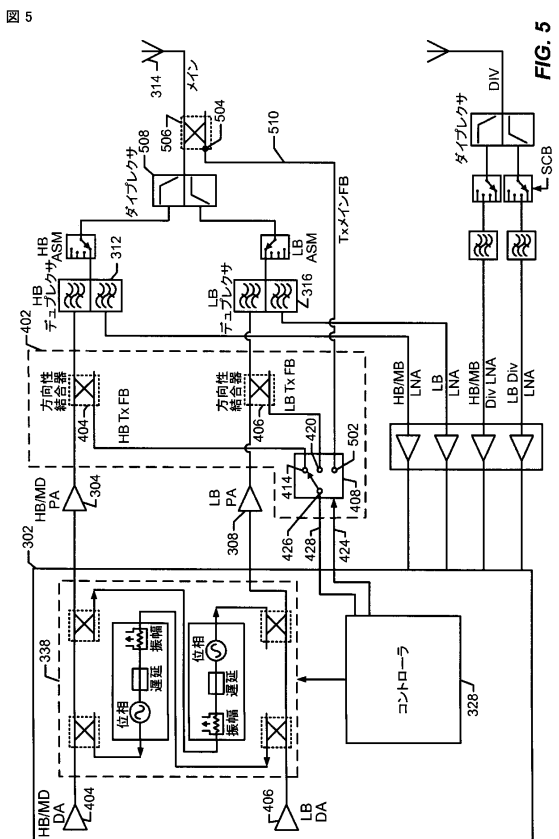 図 5
FIG. 5
314
メイン
504
506
508
510
ダイプレクサ
TxメインFB
DIV
ダイプレクサ
SCB
HB
ASM
LB
ASM
312
HB
デュプレクサ
LB
デュプレクサ
316
402
方向性
結合器
404
HB Tx FB
方向性
結合器
406
LB Tx FB
420
414
502
408
426
428
424
HB/MB
LNA
LB
LNA
HB/MB
Div LNA
LB Div
LNA
HB/MD
PA
304
LB
PA
308
302
338
位相
遅延
振幅
位相
遅延
振幅
コントローラ
328
HB/MD
DA
404
LB
DA
406